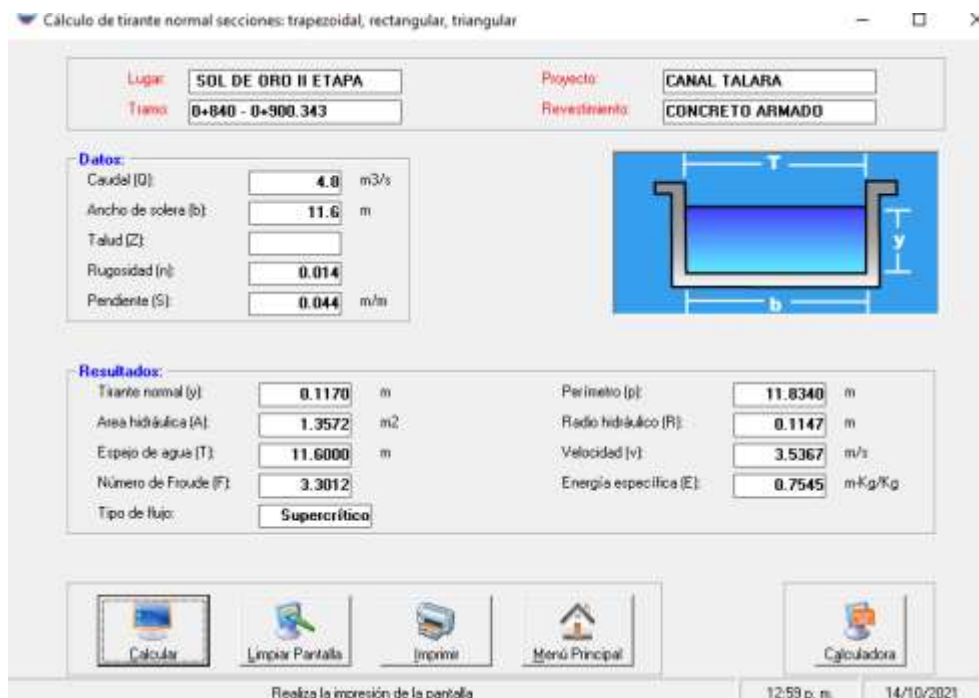 Cálculo de tirante normal secciones: trapezoidal, rectangular, triangular
Lugar: SOL DE ORO II ETAPA Proyecto: CANAL TALARA
Tramo: 0+840 - 0+900.343 Revestimiento: CONCRETO ARMADO
Datos:
Caudal (Q): 4.8 m3/s
Ancho de solera (b): 11.6 m
Talud (Z):
Rugosidad (n): 0.014
Pendiente (S): 0.044 m/m
T
y
b
Resultados:
Tirante normal (y): 0.1170 m Perímetro (p): 11.8340 m
Area hidráulica (A): 1.3572 m2 Radio hidráulico (R): 0.1147 m
Espejo de agua (T): 11.6000 m Velocidad (v): 3.5367 m/s
Número de Froude (F): 3.3012 Energía específica (E): 0.7545 m-Kg/Kg
Tipo de flujo: Supercrítico
Calcular Limpiar Pantalla Imprimir Menú Principal Calculadora
Realiza la impresión de la pantalla 12:59 p. m. 14/10/2021